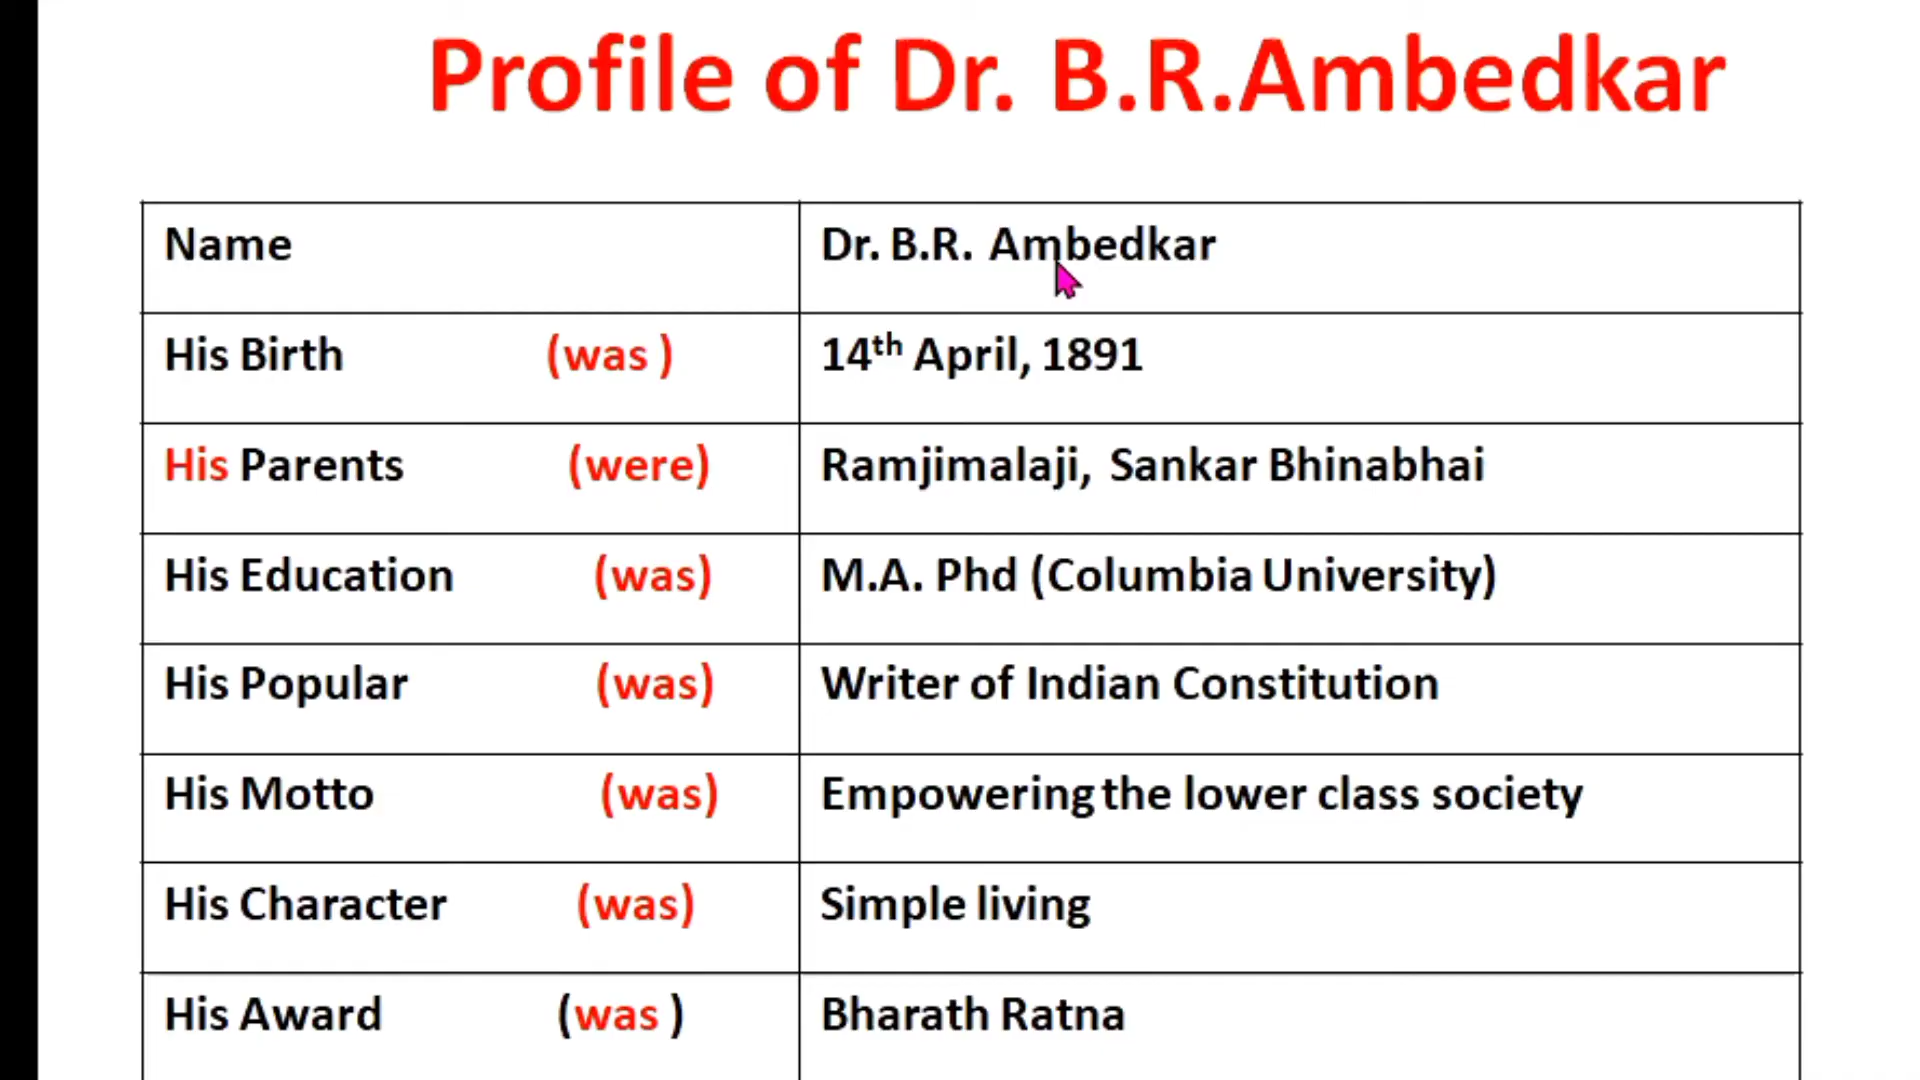 Profile of Dr. B.R.Ambedkar
Name Dr. B.R. Ambedkar
His Birth (was ) 14th April, 1891
His Parents (were) Ramjimalaji, Sankar Bhinabhai
His Education (was) M.A. Phd (Columbia University)
His Popular (was) Writer of Indian Constitution
His Motto (was) Empowering the lower class society
His Character (was) Simple living
His Award (was ) Bharath Ratna